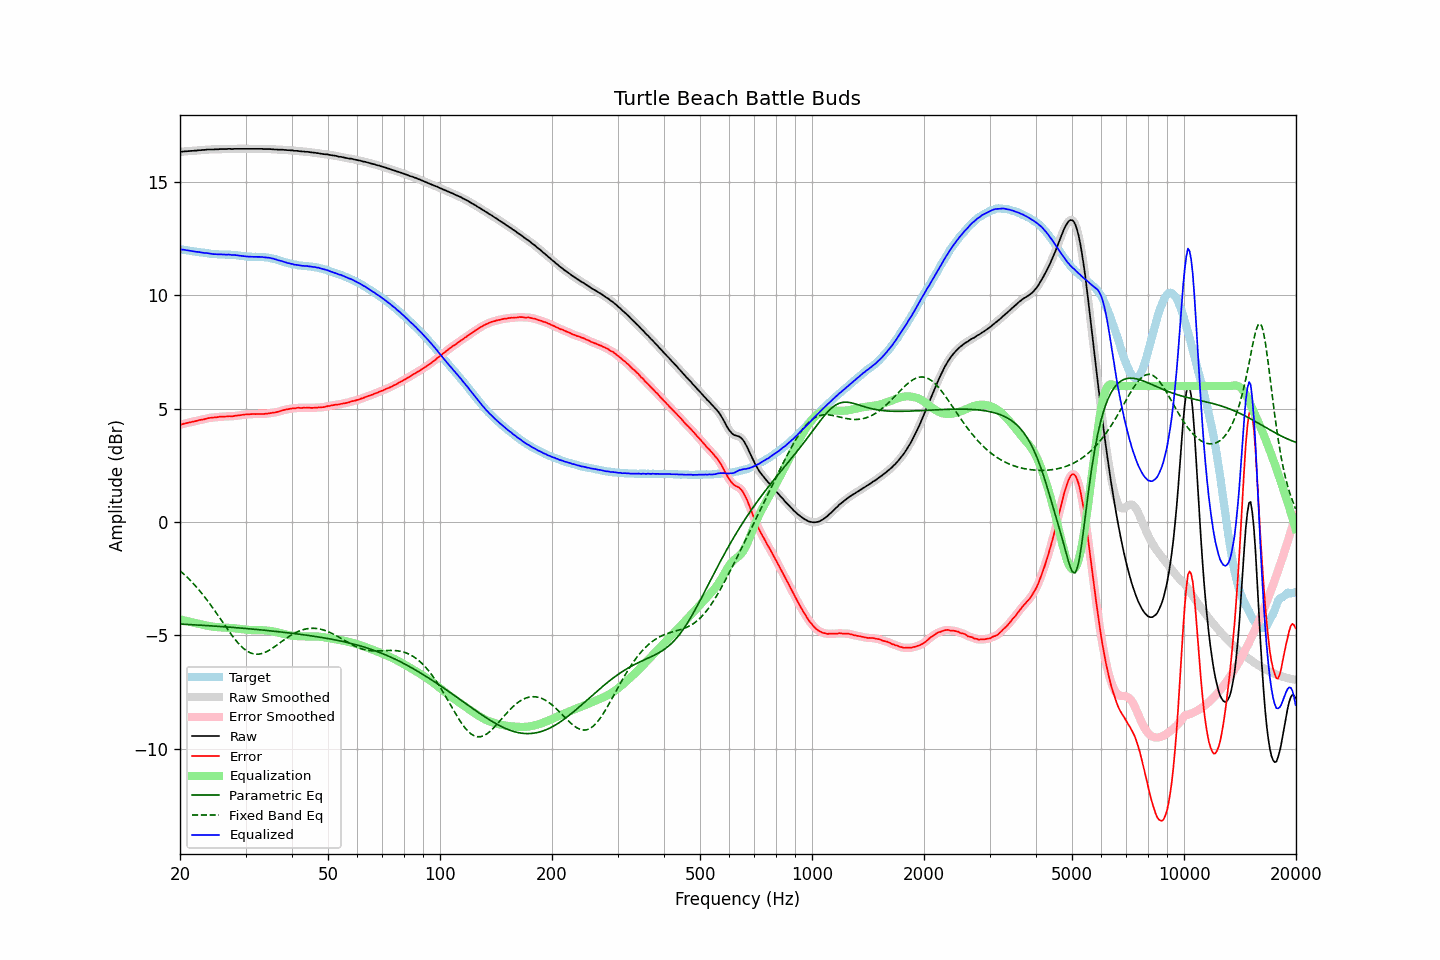 Turtle Beach Battle Buds
Amplitude (dBr)
15
10
5
0
−5
−10
Target
Raw Smoothed
Error Smoothed
Raw
Error
Equalization
Parametric Eq
Fixed Band Eq
Equalized
20 50 100 200 500 1000 2000 5000 10000 20000
Frequency (Hz)